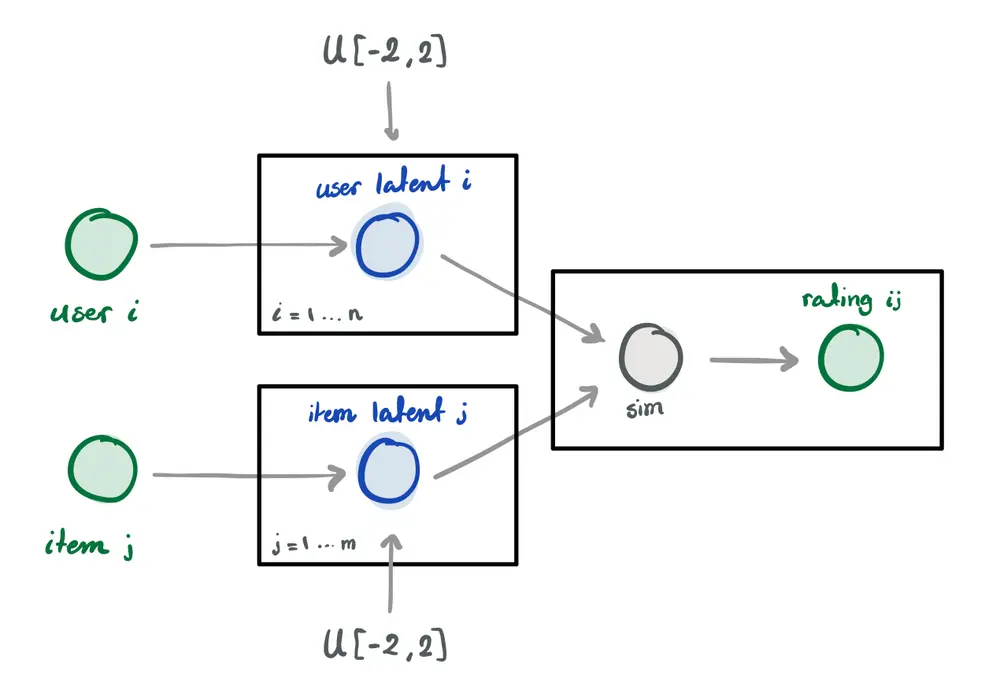 U[-2,2]
user latent i
user i
i=1...n
rating ij
sim
item latent j
item j
j=1...m
U[-2,2]